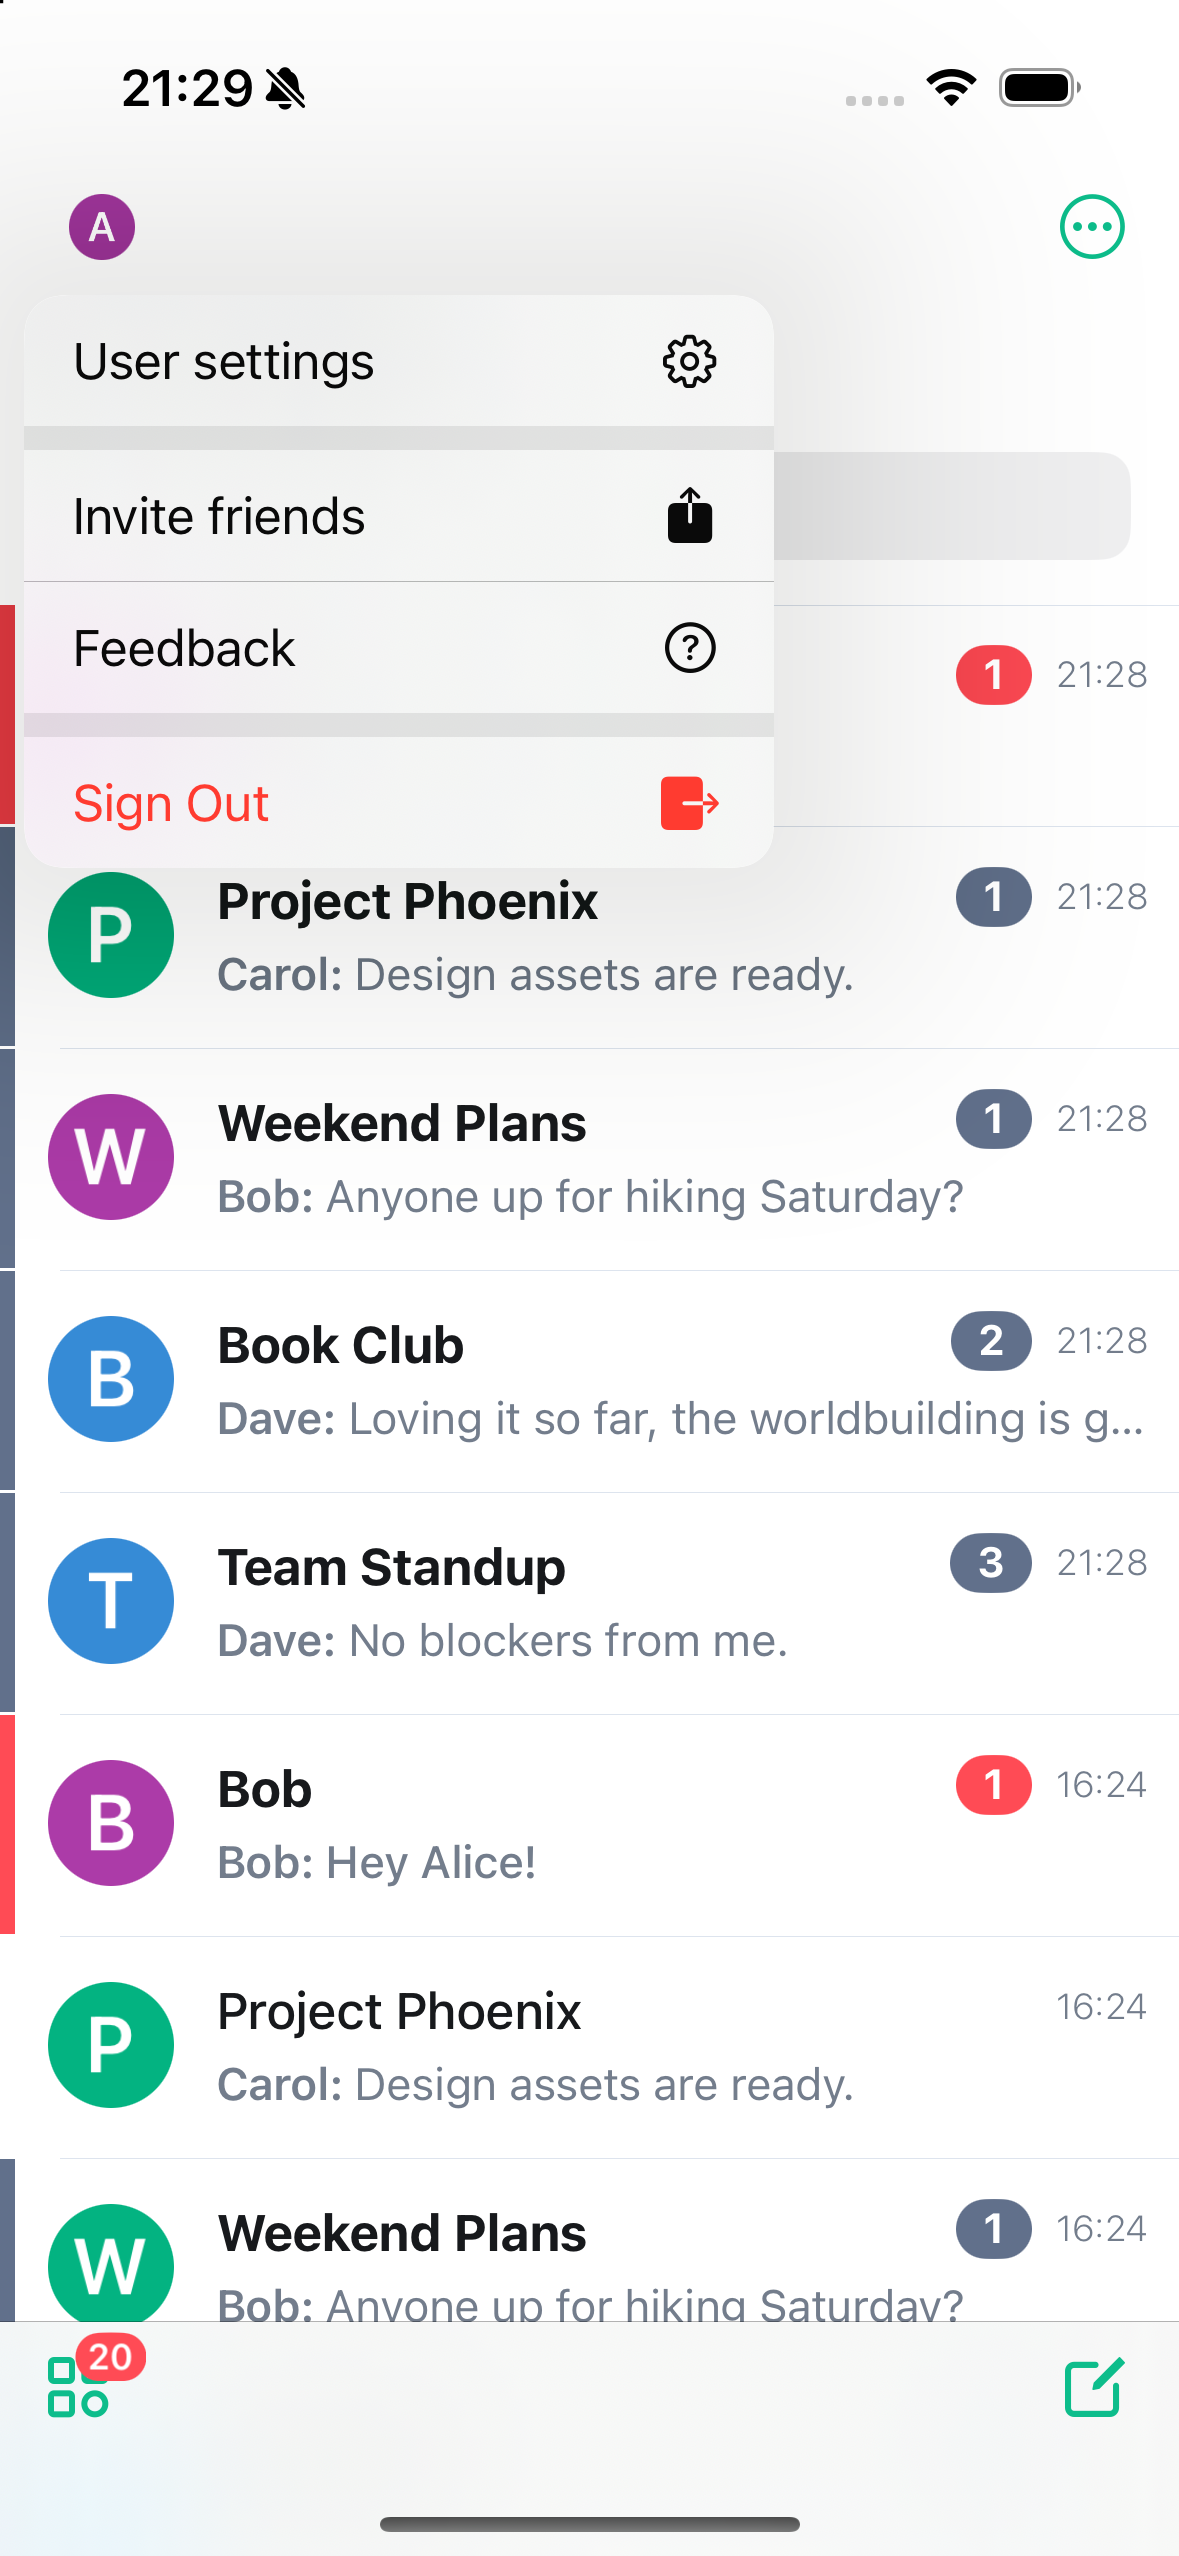 21:29
A
User settings
Invite friends
Feedback
?
Sign Out
1 21:28
P Project Phoenix 1 21:28
Carol: Design assets are ready.
W Weekend Plans 1 21:28
Bob: Anyone up for hiking Saturday?
B Book Club 2 21:28
Dave: Loving it so far, the worldbuilding is g...
T Team Standup 3 21:28
Dave: No blockers from me.
B Bob 1 16:24
Bob: Hey Alice!
P Project Phoenix 16:24
Carol: Design assets are ready.
W Weekend Plans 1 16:24
Bob: Anyone up for hiking Saturday?
20